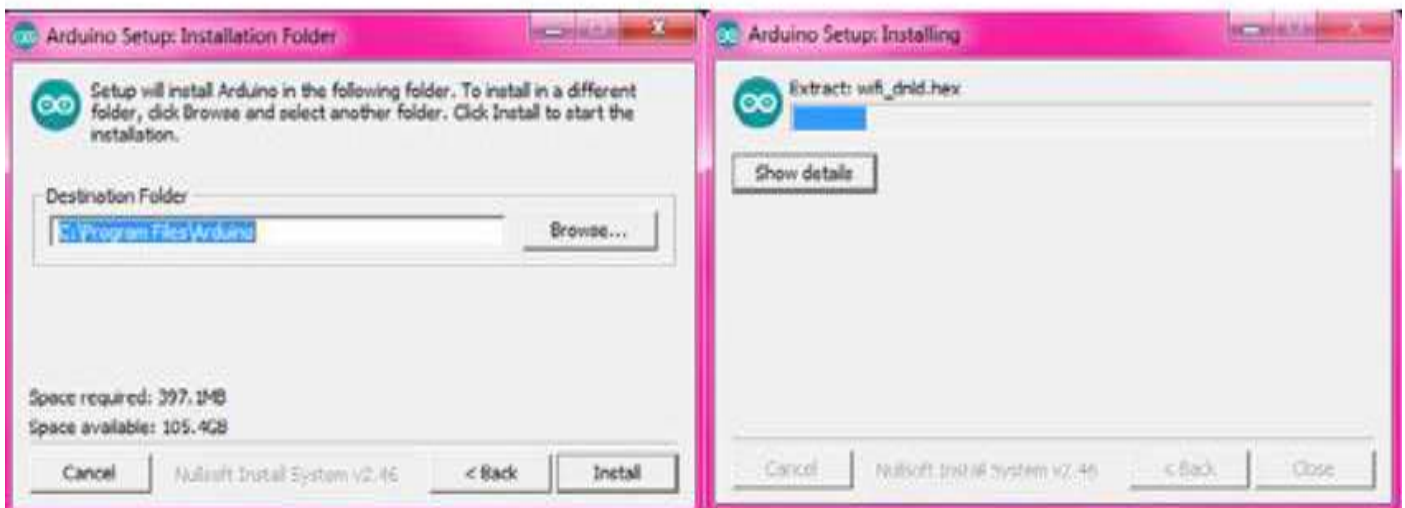 Arduino Setup: Installation Folder
Setup will install Arduino in the following folder. To install in a different
folder, click Browse and select another folder. Click Install to start the
installation.
Destination Folder
C:\Program Files\Arduino
Browse...
Space required: 397.1MB
Space available: 105.4GB
Cancel
Nullsoft Install System v2.46
< Back
Install
Arduino Setup: Installing
Extract: wifi_dnld.hex
Show details
Cancel
Nullsoft Install System v2.46
< Back
Close